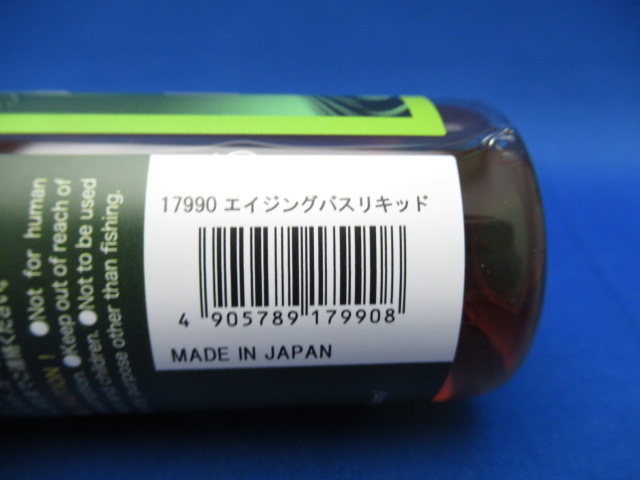 17990 エイジングバスリキッド
4 905789 179908
MADE IN JAPAN
●Not for human
●Keep out of reach of
children. ●Not to be used
purpose other than fishing.